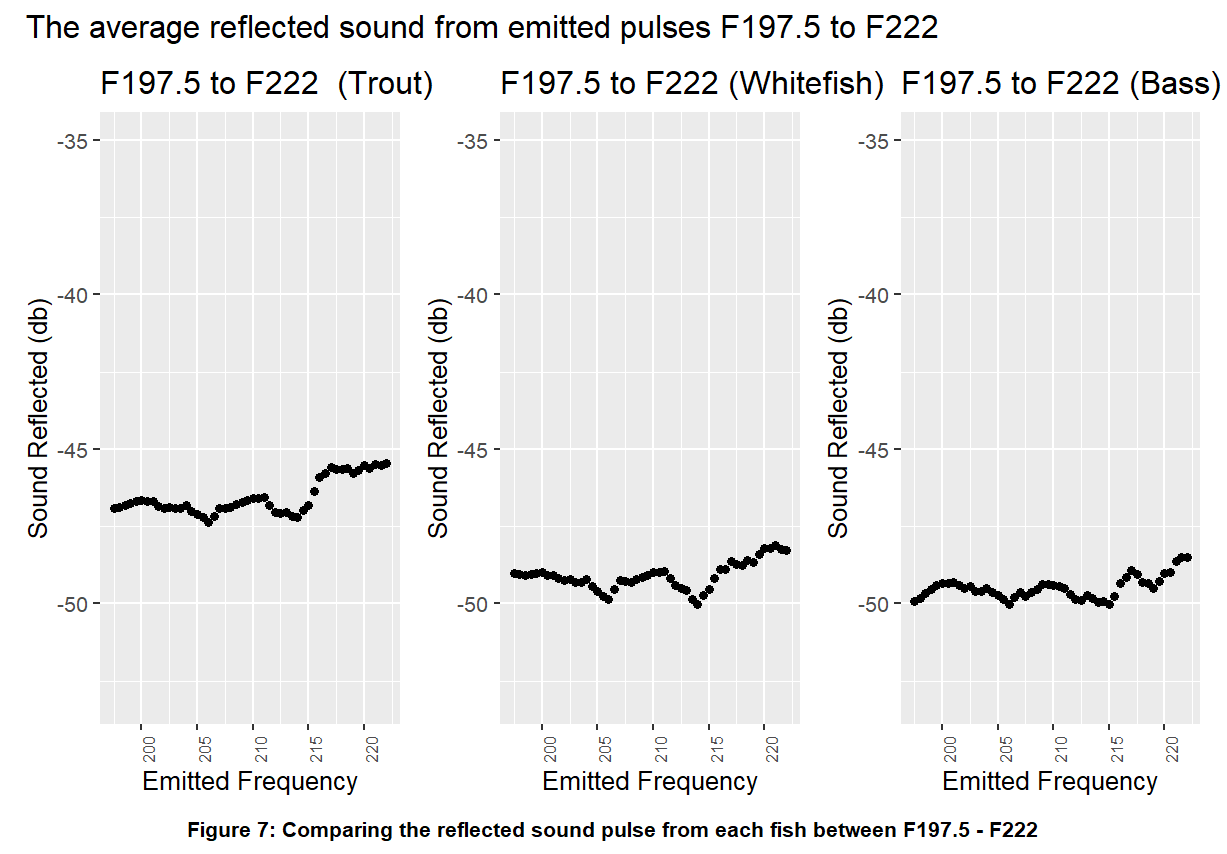 The average reflected sound from emitted pulses F197.5 to F222
F197.5 to F222  (Trout)
-35
-40
-45
-50
Sound Reflected (db)
200 205 210 215 220
Emitted Frequency
F197.5 to F222 (Whitefish)
-35
-40
-45
-50
Sound Reflected (db)
200 205 210 215 220
Emitted Frequency
F197.5 to F222 (Bass)
-35
-40
-45
-50
Sound Reflected (db)
200 205 210 215 220
Emitted Frequency
Figure 7: Comparing the reflected sound pulse from each fish between F197.5 - F222